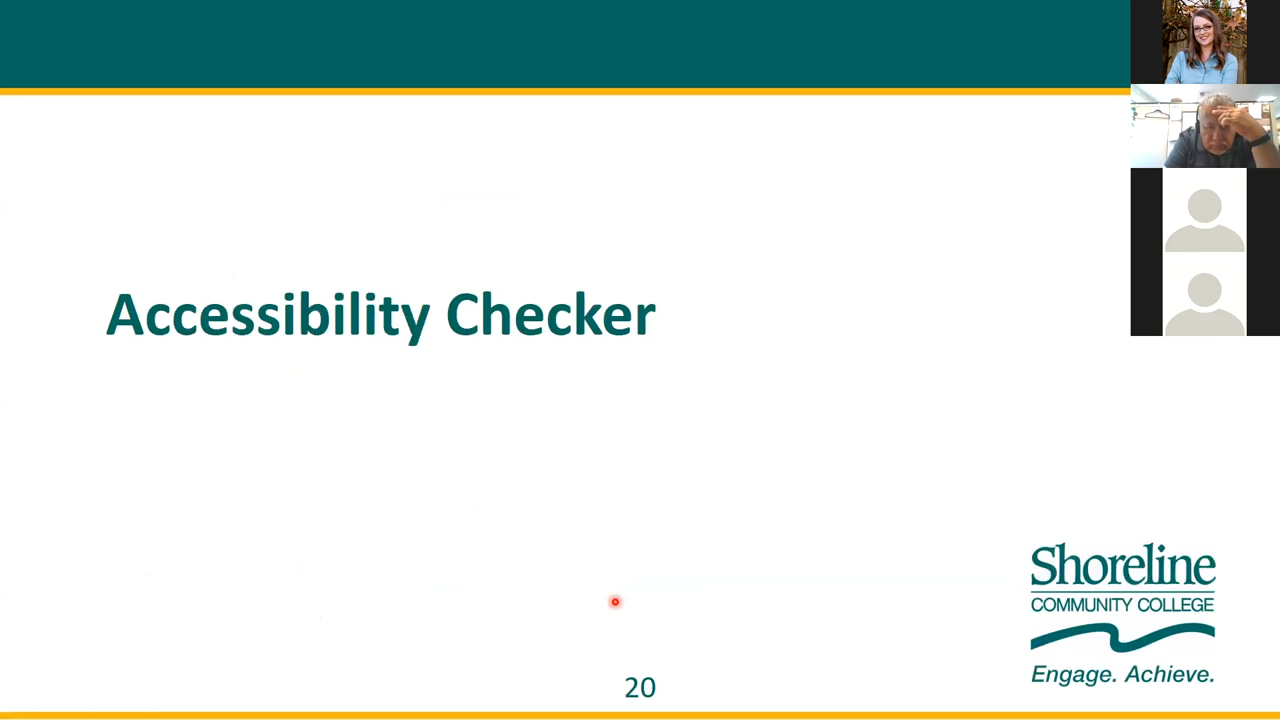 Accessibility Checker
Shoreline
COMMUNITY COLLEGE
Engage. Achieve.
20